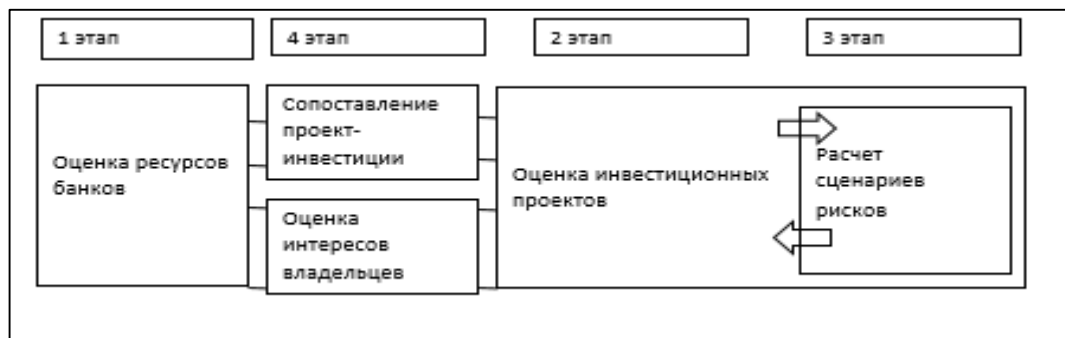 1 этап
4 этап
2 этап
3 этап
Оценка ресурсов
банков
Сопоставление
проект-
инвестиции
Оценка
интересов
владельцев
Оценка инвестиционных
проектов
Расчет
сценариев
рисков